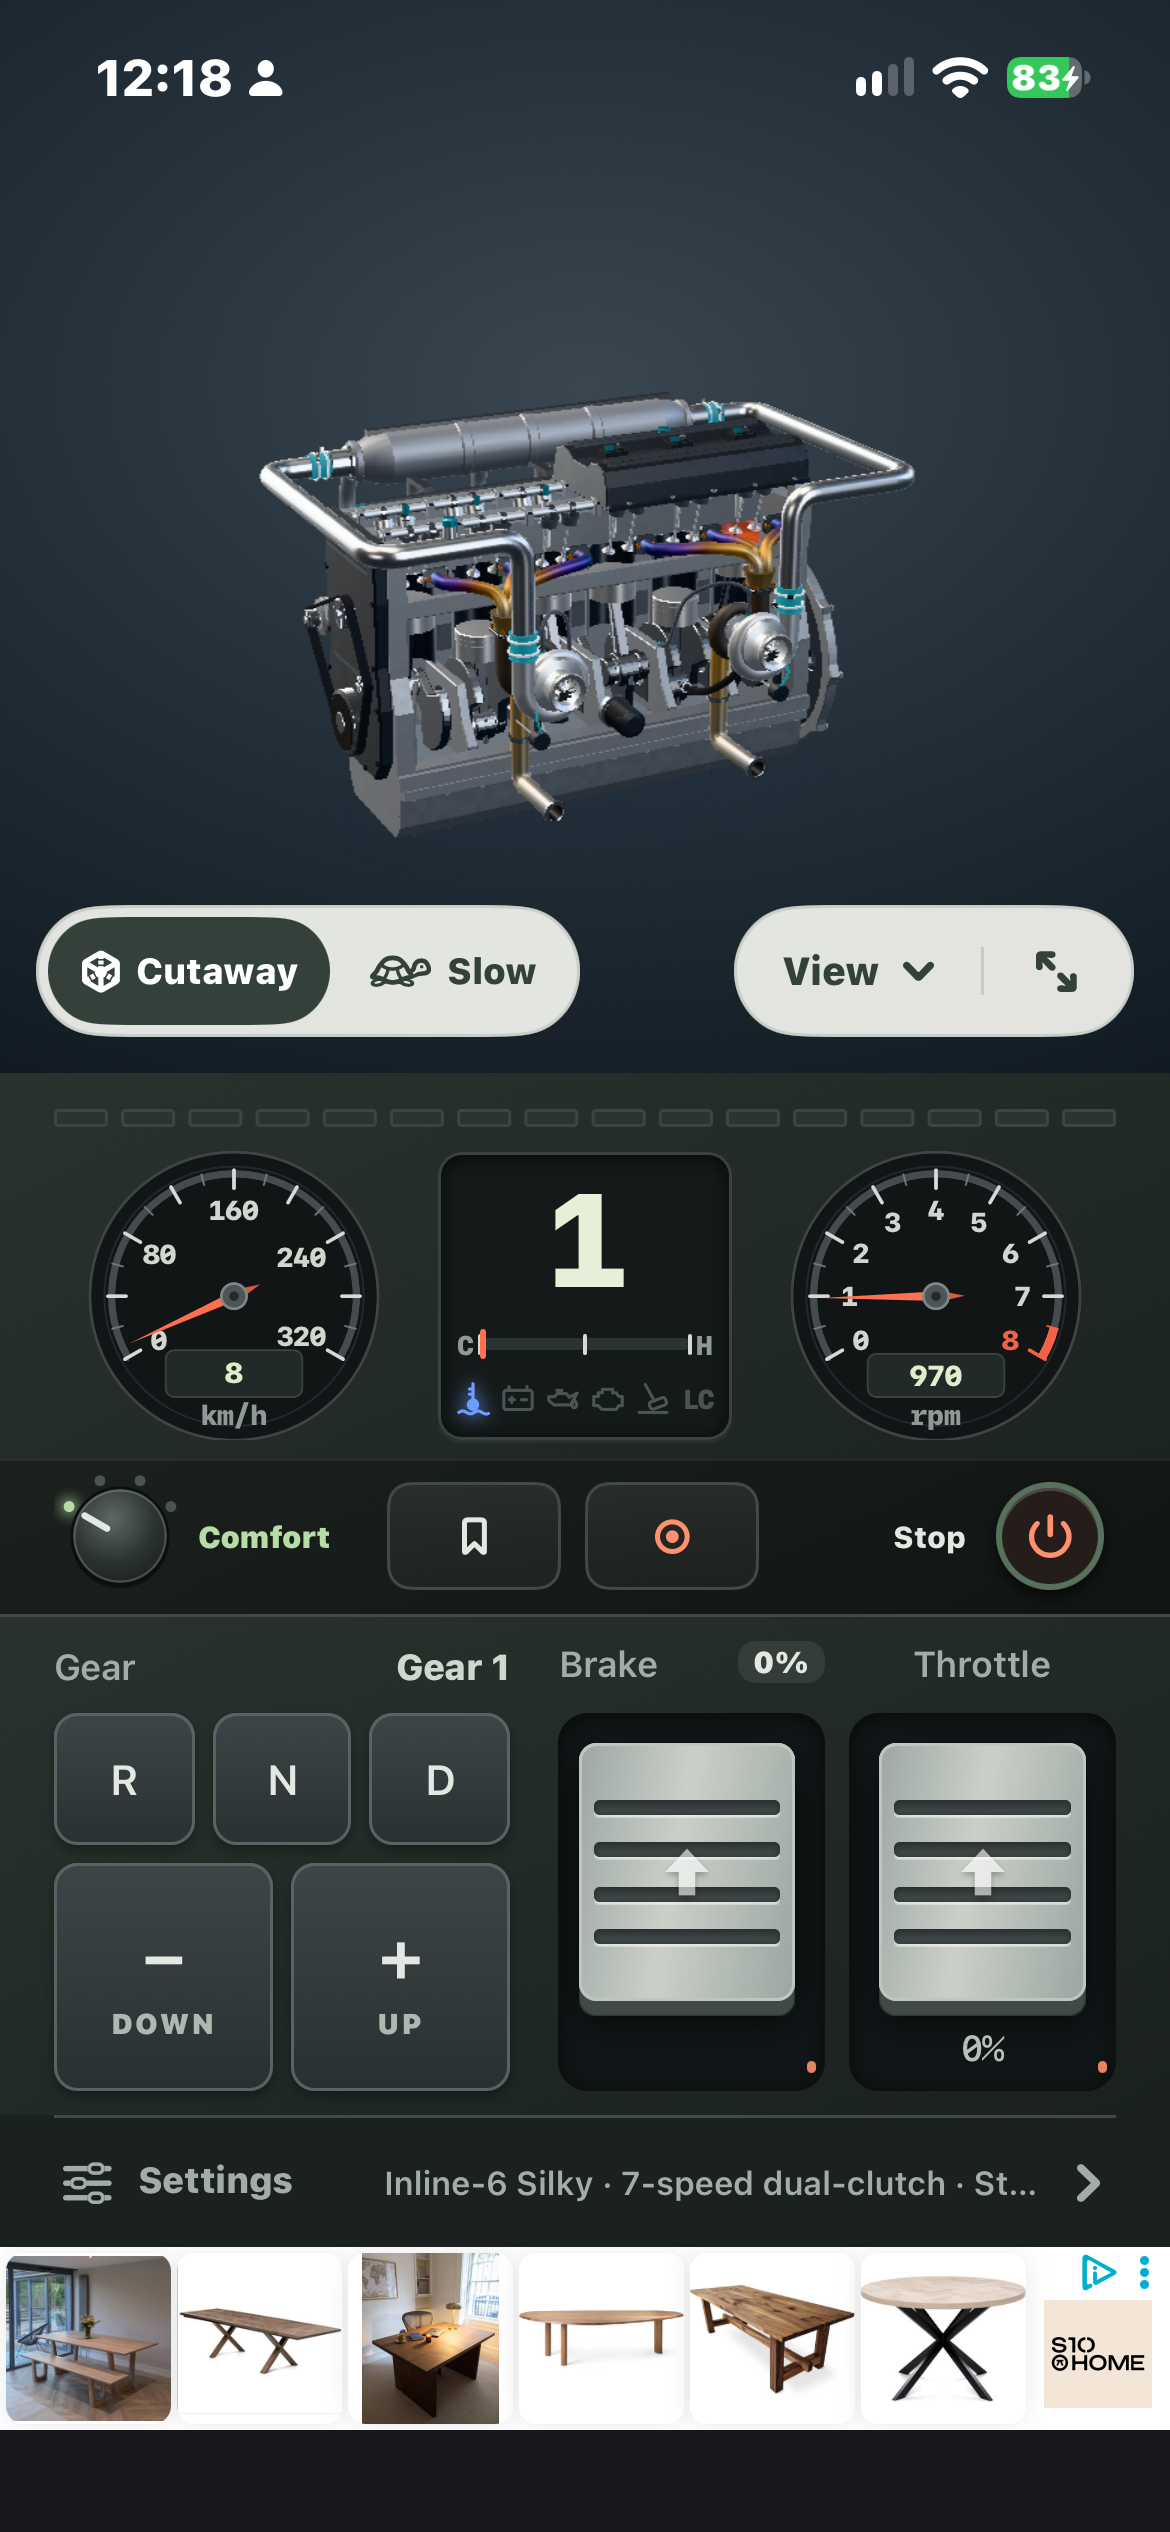 12:18
83
Cutaway
Slow
View
160
80
240
0
320
8
km/h
1
C
H
LC
4
3
5
2
6
1
7
0
8
970
rpm
Comfort
Stop
Gear
Gear 1
Brake
0%
Throttle
R
N
D
−
DOWN
+
UP
0%
Settings
Inline-6 Silky · 7-speed dual-clutch · St...
S10
HOME